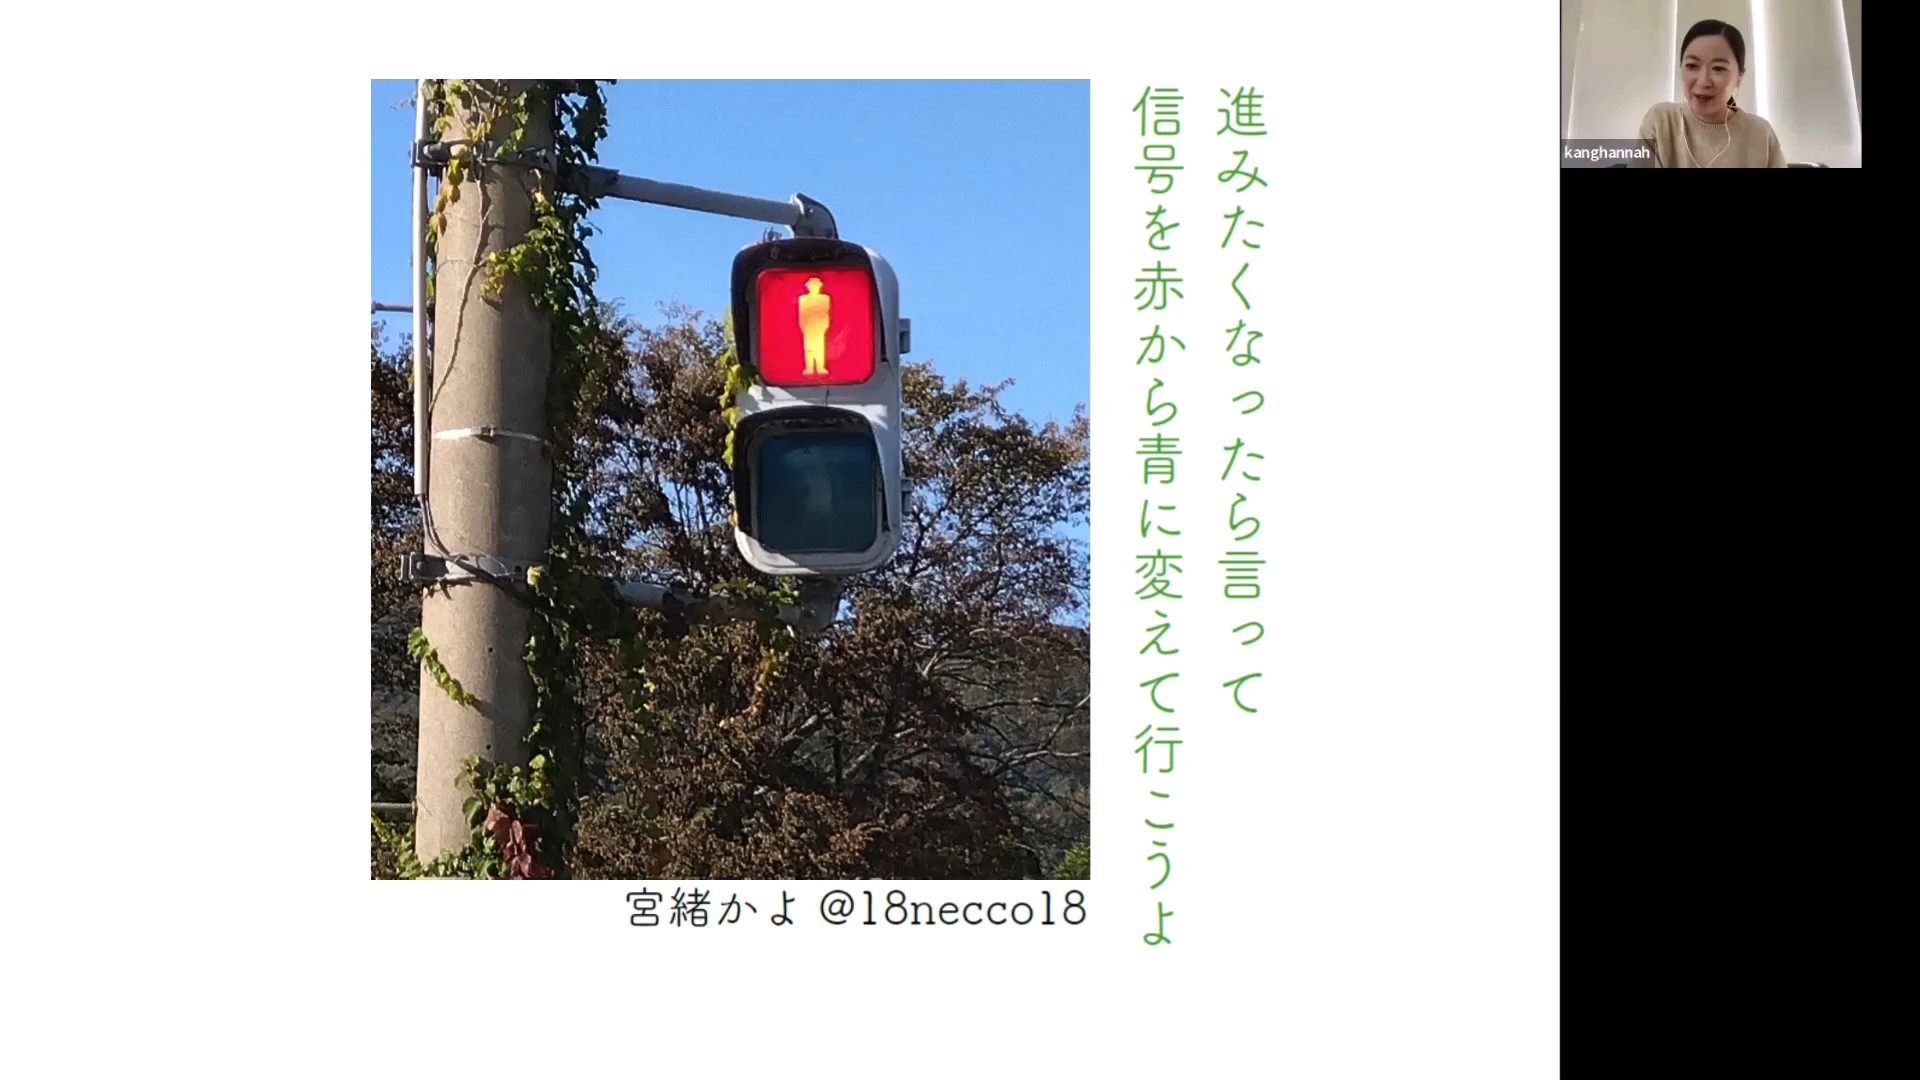 進みたくなったら言って
信号を赤から青に変えて行こうよ
宮緒かよ @18necco18
kanghannah